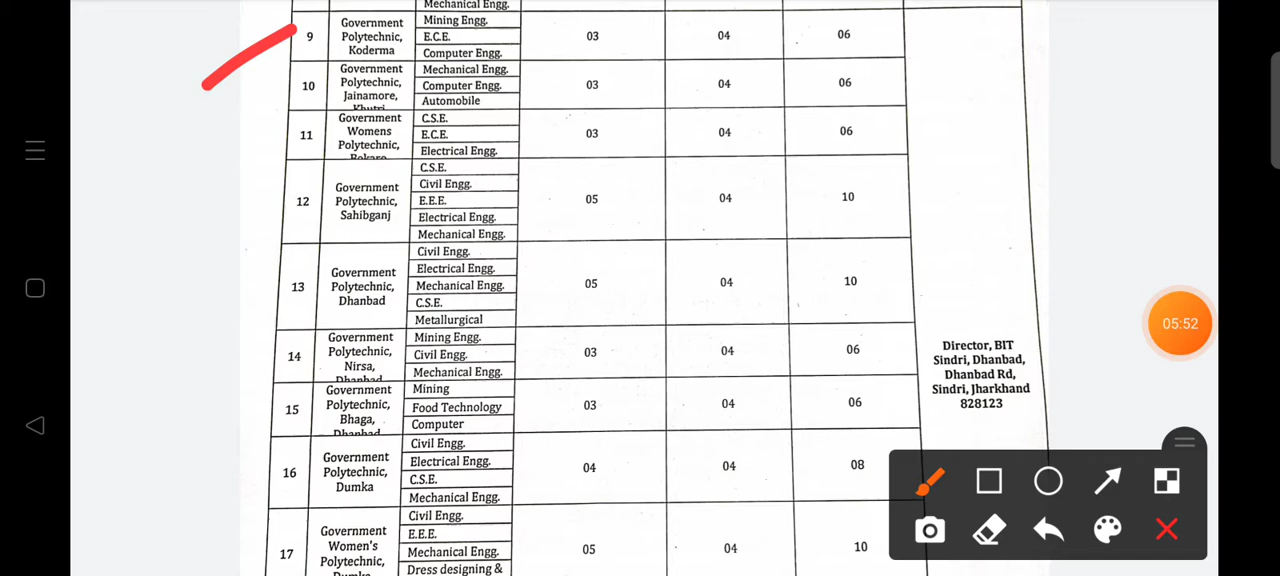 Mechanical Engg.
9
Government
Polytechnic,
Koderma
Mining Engg.
E.C.E.
Computer Engg.
03
04
06
10
Government
Polytechnic,
Jainamore,
Khutri
Mechanical Engg.
Computer Engg.
Automobile
03
04
06
11
Government
Womens
Polytechnic,
Bokaro
C.S.E.
E.C.E.
Electrical Engg.
03
04
06
12
Government
Polytechnic,
Sahibganj
C.S.E.
Civil Engg.
E.E.E.
Electrical Engg.
Mechanical Engg.
05
04
10
13
Government
Polytechnic,
Dhanbad
Civil Engg.
Electrical Engg.
Mechanical Engg.
C.S.E.
Metallurgical
05
04
10
14
Government
Polytechnic,
Nirsa,
Dhanbad
Mining Engg.
Civil Engg.
Mechanical Engg.
03
04
06
15
Government
Polytechnic,
Bhaga,
Dhanbad
Mining
Food Technology
Computer
03
04
06
16
Government
Polytechnic,
Dumka
Civil Engg.
Electrical Engg.
C.S.E.
Mechanical Engg.
04
04
08
17
Government
Women's
Polytechnic,
Dumka
Civil Engg.
E.E.E.
Mechanical Engg.
Dress designing &
05
04
10
Director, BIT
Sindri, Dhanbad,
Dhanbad Rd,
Sindri, Jharkhand
828123
05:52